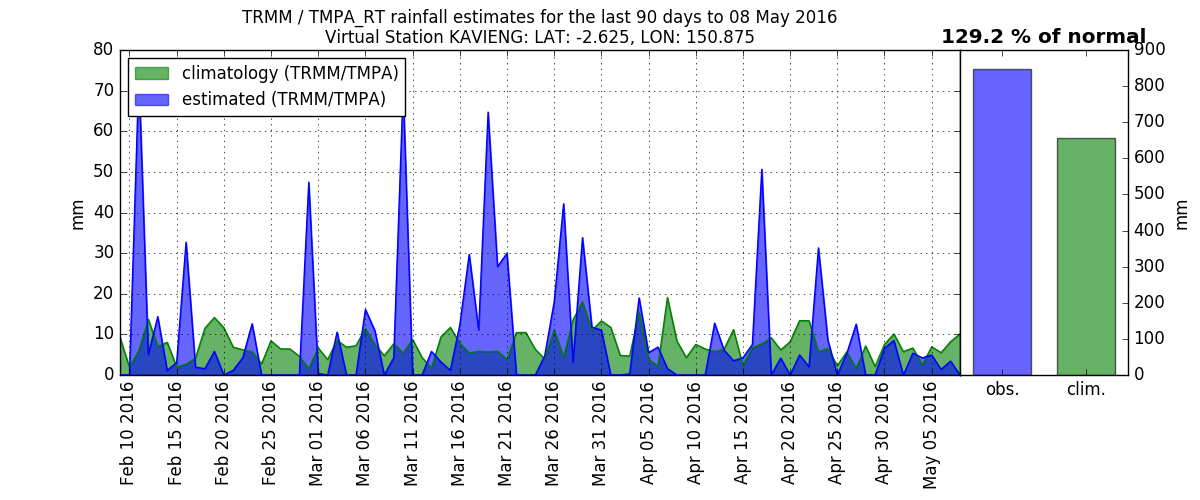 TRMM / TMPA_RT rainfall estimates for the last 90 days to 08 May 2016
Virtual Station KAVIENG: LAT: -2.625, LON: 150.875
129.2 % of normal
climatology (TRMM/TMPA)
estimated (TRMM/TMPA)
mm
80
70
60
50
40
30
20
10
0
Feb 10 2016
Feb 15 2016
Feb 20 2016
Feb 25 2016
Mar 01 2016
Mar 06 2016
Mar 11 2016
Mar 16 2016
Mar 21 2016
Mar 26 2016
Mar 31 2016
Apr 05 2016
Apr 10 2016
Apr 15 2016
Apr 20 2016
Apr 25 2016
Apr 30 2016
May 05 2016
obs.
clim.
900
800
700
600
500
400
300
200
100
0
mm